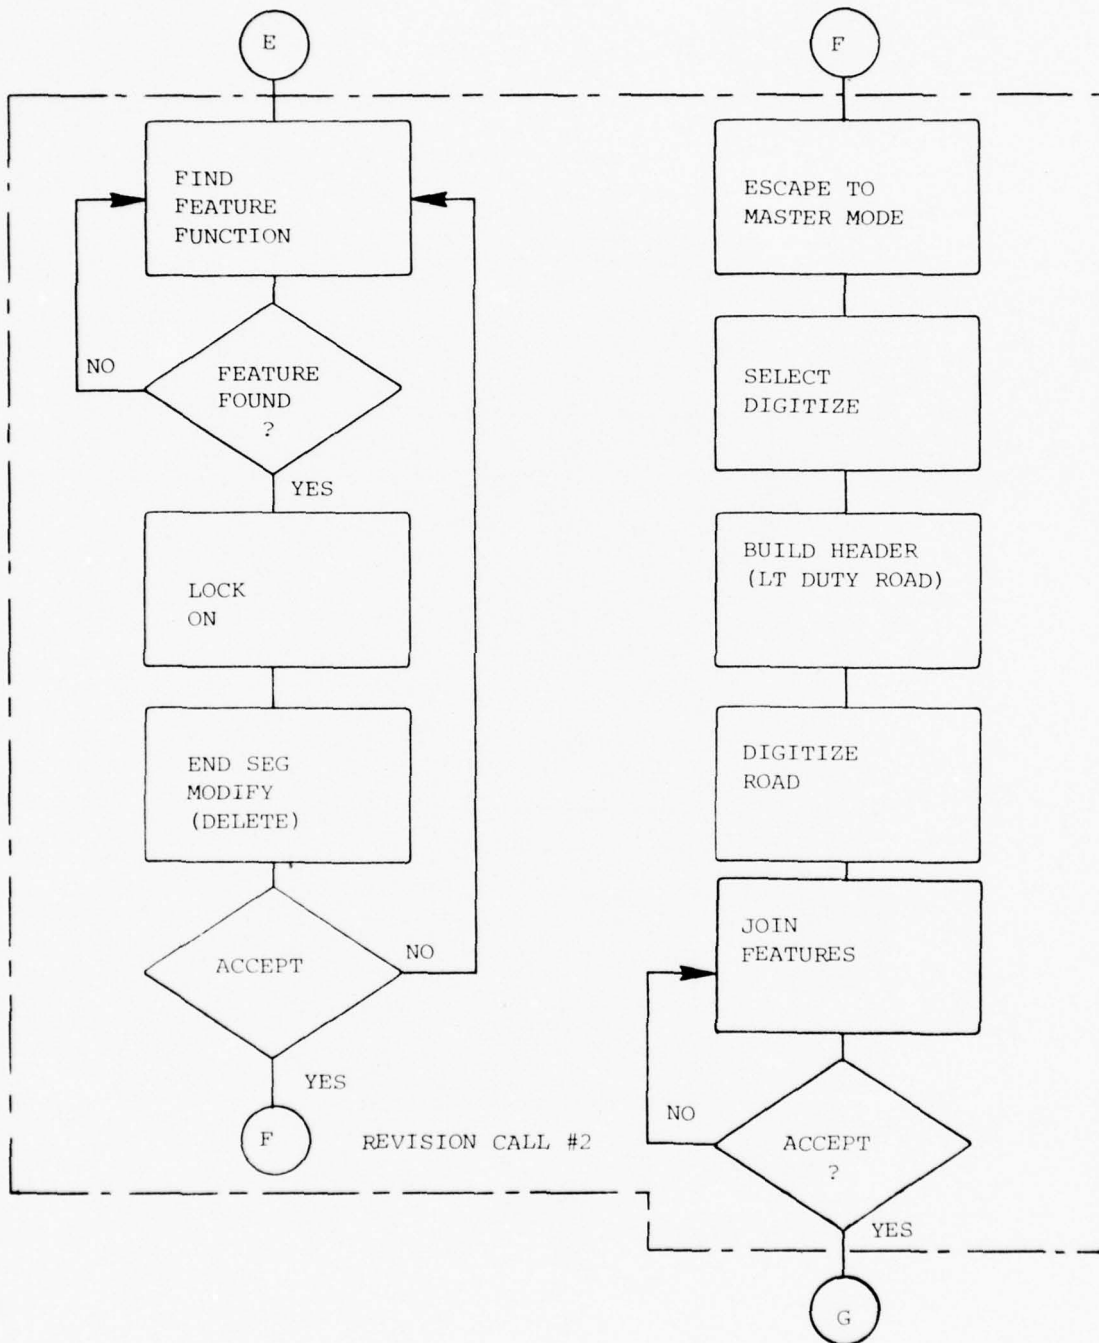 E
FIND
FEATURE
FUNCTION
NO
FEATURE
FOUND
?
YES
LOCK
ON
END SEG
MODIFY
(DELETE)
ACCEPT
NO
YES
F
REVISION CALL #2
F
ESCAPE TO
MASTER MODE
SELECT
DIGITIZE
BUILD HEADER
(LT DUTY ROAD)
DIGITIZE
ROAD
JOIN
FEATURES
NO
ACCEPT
?
YES
G